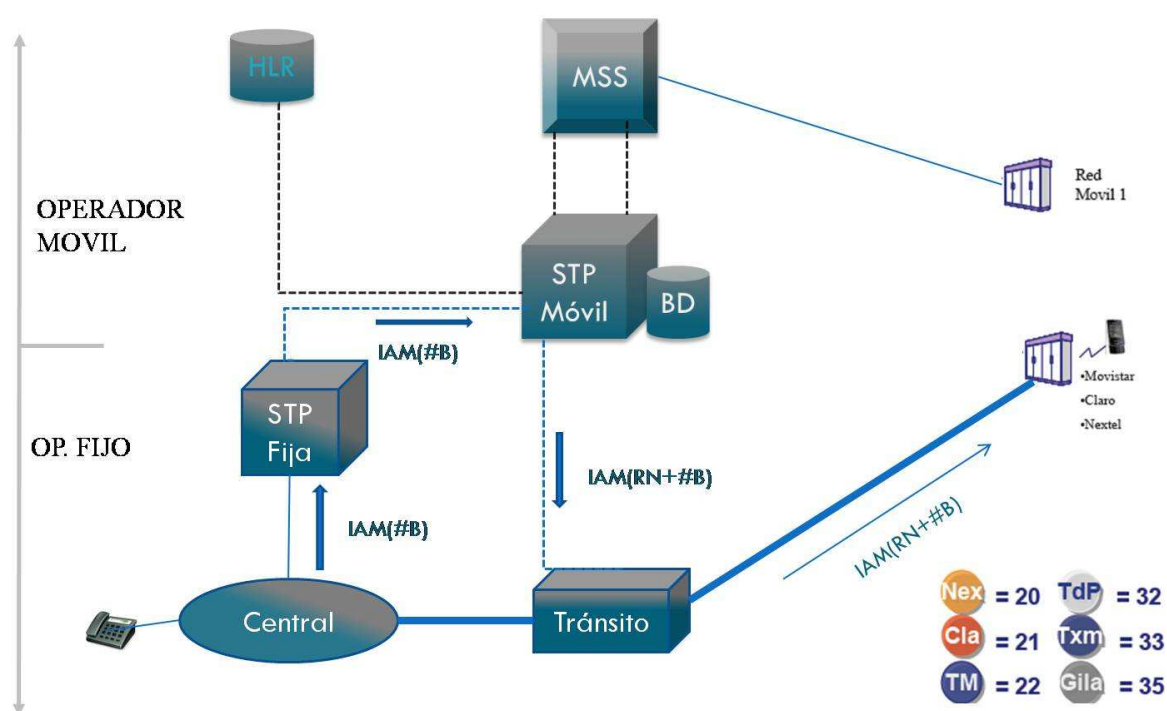 HLR
MSS
Red
Movil 1
OPERADOR
MOVIL
STP
Móvil
BD
IAM(#B)
•Movistar
•Claro
•Nextel
STP
Fija
OP. FIJO
IAM(RN+#B)
IAM(#B)
IAM(RN+#B)
Central
Tránsito
Nex = 20 TdP = 32
Cla = 21 Txm = 33
TM = 22 Gila = 35